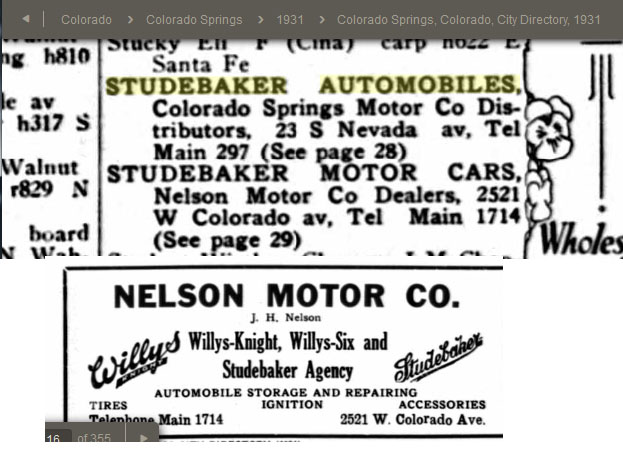 Colorado > Colorado Springs > 1931 > Colorado Springs, Colorado, City Directory, 1931
Stucky Eli F (Cina) carp h622 E
ng h810
Santa Fe
STUDEBAKER AUTOMOBILES,
le av
Colorado Springs Motor Co Dis-
h317 S
tributors, 23 S Nevada av, Tel
Main 297 (See page 28)
Walnut
STUDEBAKER MOTOR CARS,
r829 N
Nelson Motor Co Dealers, 2521
W Colorado av, Tel Main 1714
board
(See page 29)
Wholes
NELSON MOTOR CO.
J. H. Nelson
Willys KNIGHT
Willys-Knight, Willys-Six and
Studebaker Agency
Studebaker
AUTOMOBILE STORAGE AND REPAIRING
TIRES IGNITION ACCESSORIES
Telephone Main 1714 2521 W. Colorado Ave.
16 of 355